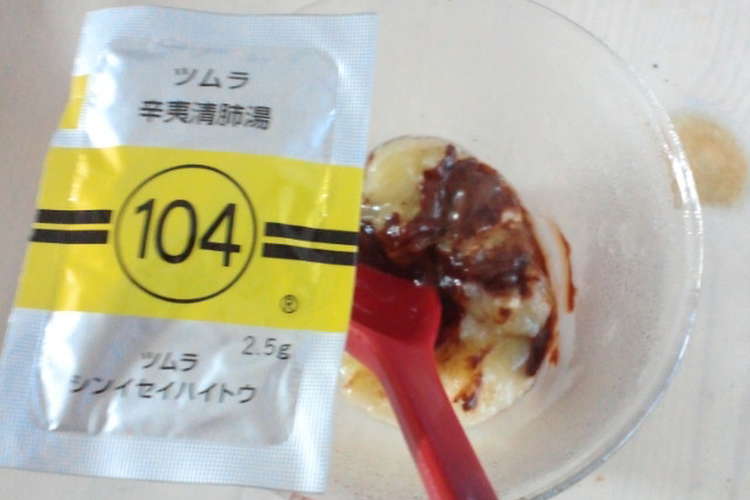 ツムラ
辛夷清肺湯
104
®
2.5g
ツムラ
シンイセイハイトウ